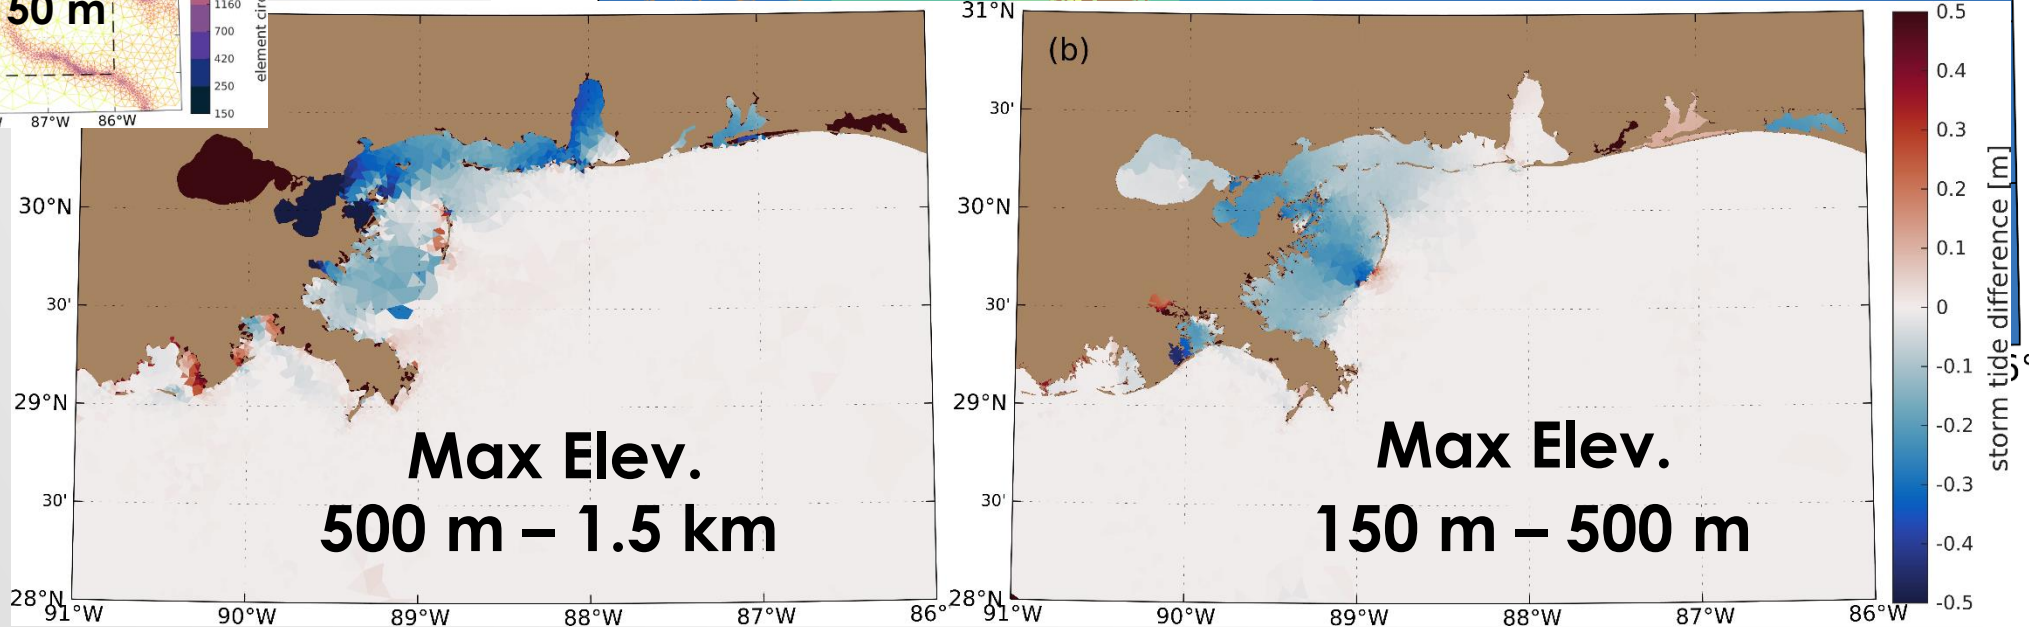 50 m
87°W
86°W
1160
700
420
250
150
element circ
30°N
30'
29°N
30'
28°N
91°W
90°W
89°W
88°W
87°W
86°
Max Elev.
500 m – 1.5 km
(b)
31°N
30'
30°N
30'
29°N
30'
28°N
91°W
90°W
89°W
88°W
87°W
86°W
Max Elev.
150 m – 500 m
0.5
0.4
0.3
0.2
0.1
0
-0.1
-0.2
-0.3
-0.4
-0.5
storm tide difference [m]